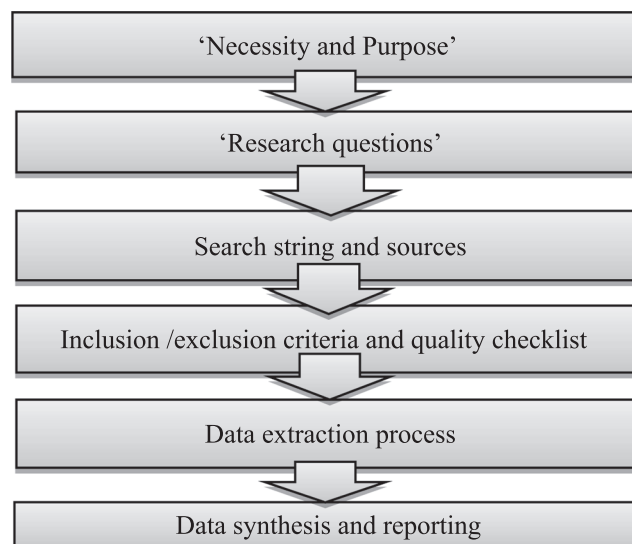 ‘Necessity and Purpose’
‘Research questions’
Search string and sources
Inclusion /exclusion criteria and quality checklist
Data extraction process
Data synthesis and reporting